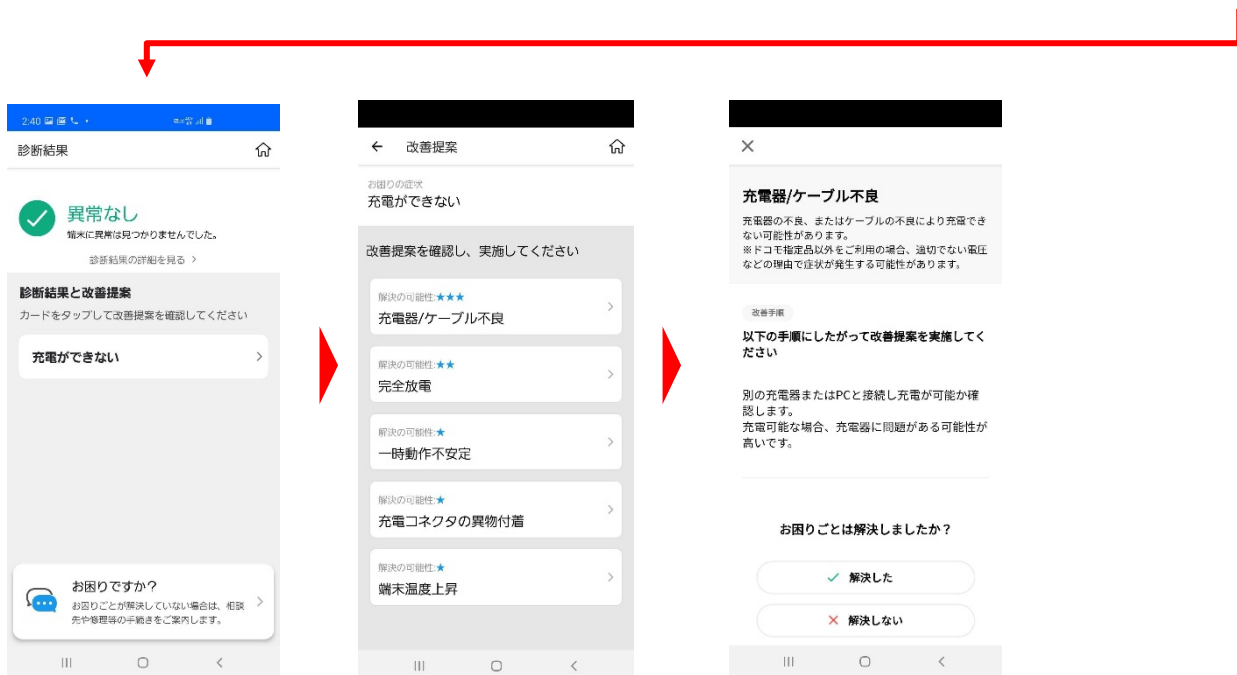 2:40
診断結果
異常なし
端末に異常は見つかりませんでした。
診断結果の詳細を見る
診断結果と改善提案
カードをタップして改善提案を確認してください
充電ができない
お困りですか？
お困りごとが解決していない場合は、相談
先や修理等の手続きをご案内します。
改善提案
お困りの症状
充電ができない
改善提案を確認し、実施してください
解決の可能性:★★★
充電器/ケーブル不良
解決の可能性:★★
完全放電
解決の可能性:★
一時動作不安定
解決の可能性:★
充電コネクタの異物付着
解決の可能性:★
端末温度上昇
充電器/ケーブル不良
充電器の不良、またはケーブルの不良により充電でき
ない可能性があります。
※ドコモ指定品以外をご利用の場合、適切でない電圧
などの理由で症状が発生する可能性があります。
改善手順
以下の手順にしたがって改善提案を実施してく
ださい
別の充電器またはPCと接続し充電が可能か確
認します。
充電可能な場合、充電器に問題がある可能性が
高いです。
お困りごとは解決しましたか？
解決した
解決しない